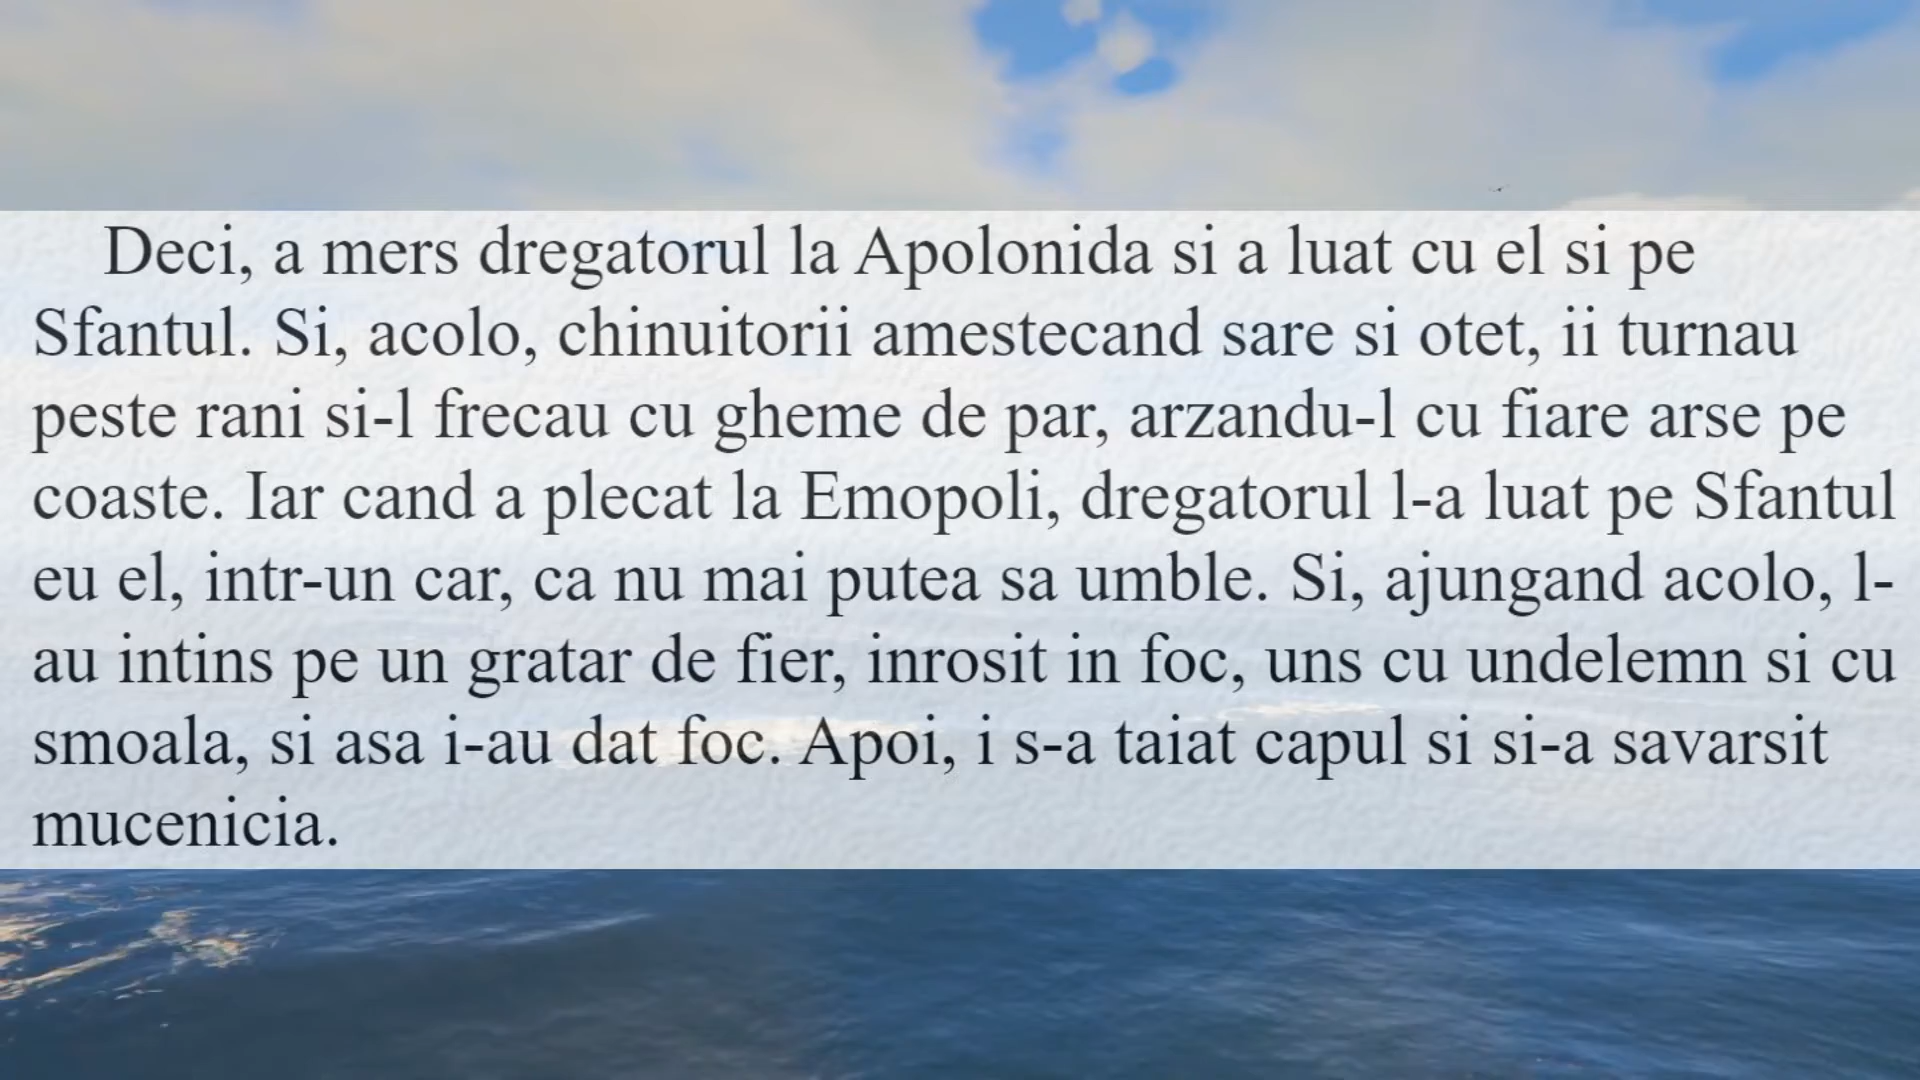 Deci, a mers dregatorul la Apolonida si a luat cu el si pe
Sfantul. Si, acolo, chinuitorii amestecand sare si otet, ii turnau
peste rani si-l frecau cu gheme de par, arzandu-l cu fiare arse pe
coaste. Iar cand a plecat la Emopoli, dregatorul l-a luat pe Sfantul
eu el, intr-un car, ca nu mai putea sa umble. Si, ajungand acolo, l-
au intins pe un gratar de fier, inrosit in foc, uns cu undelemn si cu
smoala, si asa i-au dat foc. Apoi, i s-a taiat capul si si-a savarsit
mucenicia.